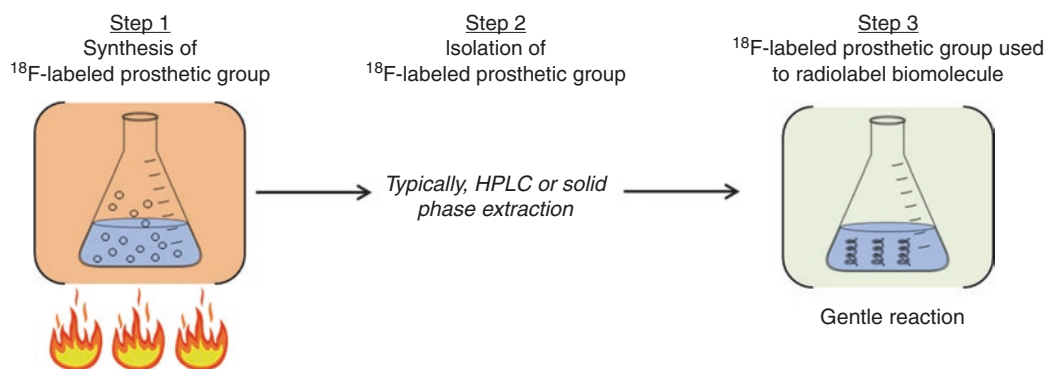 Step 1
Synthesis of
¹⁸F-labeled prosthetic group
Step 2
Isolation of
¹⁸F-labeled prosthetic group
Step 3
¹⁸F-labeled prosthetic group used
to radiolabel biomolecule
Typically, HPLC or solid
phase extraction
Gentle reaction